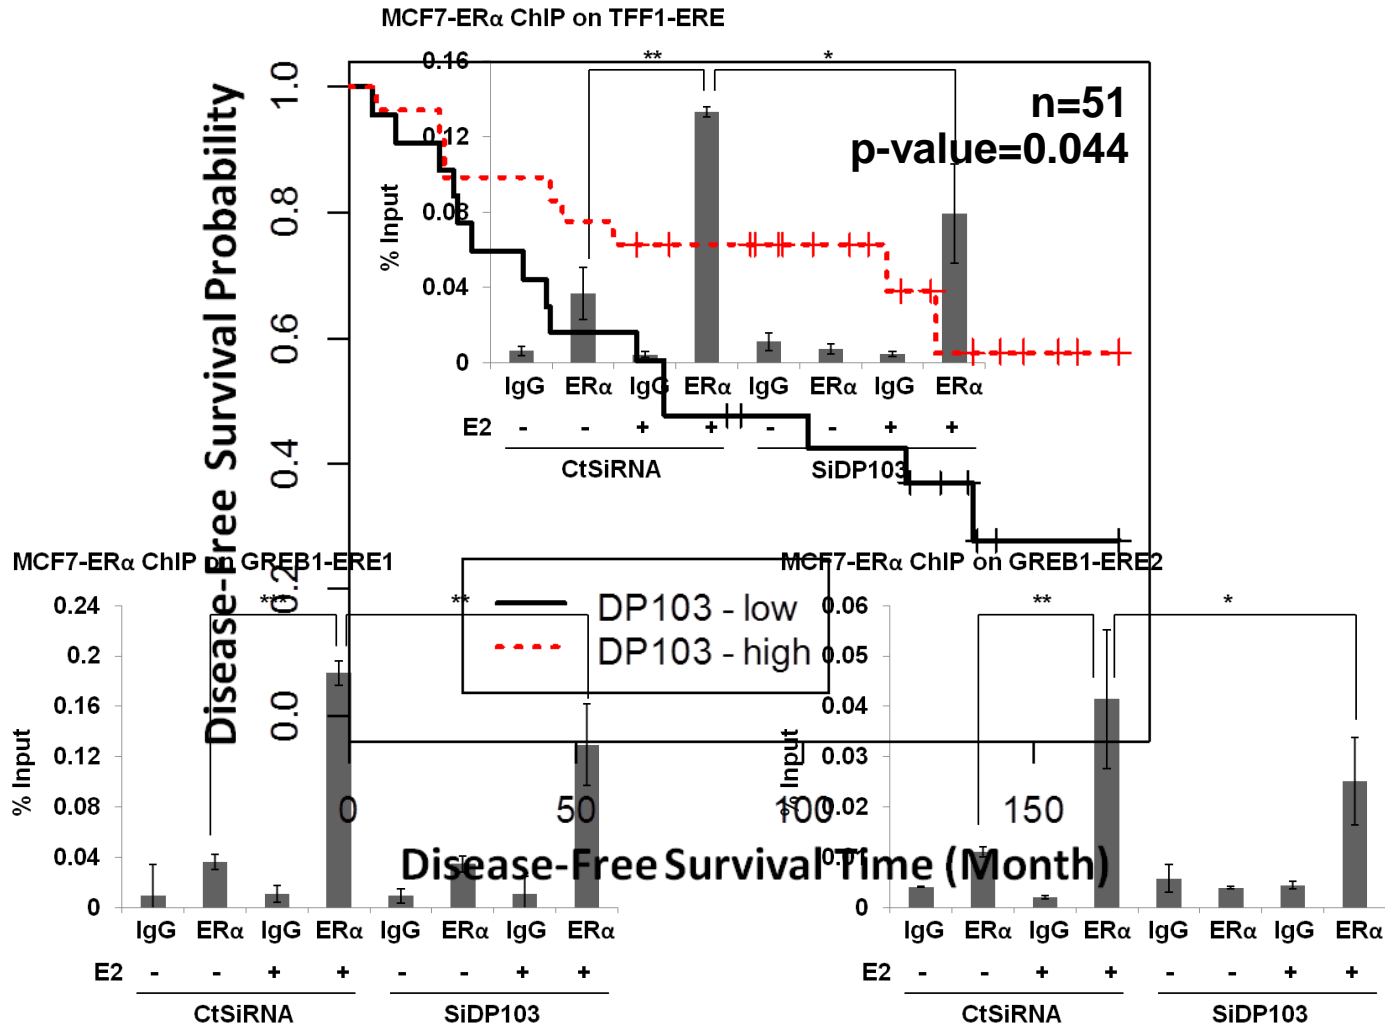 MCF7-ERα ChIP on TFF1-ERE
Disease-Free Survival Probability
1.0
0.8
0.6
0.4
0.2
0.0
% Input
0.16
0.12
0.08
0.04
0
** *
n=51
p-value=0.044
IgG ERα IgG ERα IgG ERα IgG ERα
E2 - - + + - - + +
CtSiRNA SiDP103
MCF7-ERα ChIP on GREB1-ERE1
% Input
0.24
0.2
0.16
0.12
0.08
0.04
0
*** **
IgG ERα IgG ERα IgG ERα IgG ERα
E2 - - + + - - + +
CtSiRNA SiDP103
DP103 - low
DP103 - high
MCF7-ERα ChIP on GREB1-ERE2
% Input
0.06
0.05
0.04
0.03
0.02
0.01
0
** *
IgG ERα IgG ERα IgG ERα IgG ERα
E2 - - + + - - + +
CtSiRNA SiDP103
0 50 100 150
Disease-Free Survival Time (Month)